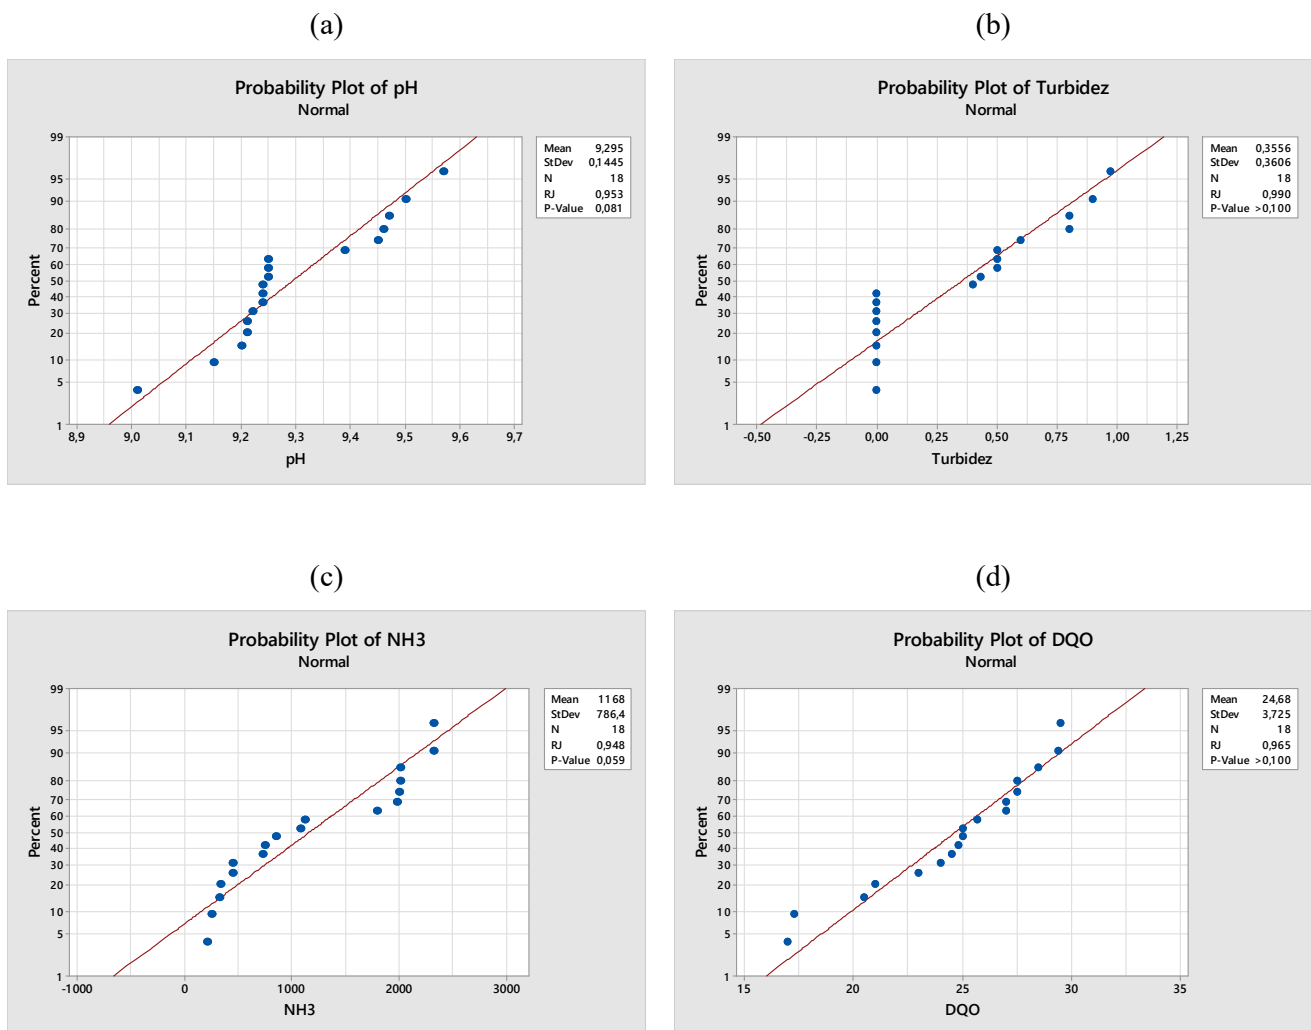 (a)
Probability Plot of pH
Normal
99
95
90
80
70
60
50
40
30
20
10
5
1
Percent
8,9 9,0 9,1 9,2 9,3 9,4 9,5 9,6 9,7
pH
Mean 9,295
StDev 0,1445
N 18
RJ 0,953
P-Value 0,081
(b)
Probability Plot of Turbidez
Normal
99
95
90
80
70
60
50
40
30
20
10
5
1
Percent
-0,50 -0,25 0,00 0,25 0,50 0,75 1,00 1,25
Turbidez
Mean 0,3556
StDev 0,3606
N 18
RJ 0,990
P-Value >0,100
(c)
Probability Plot of NH3
Normal
99
95
90
80
70
60
50
40
30
20
10
5
1
Percent
-1000 0 1000 2000 3000
NH3
Mean 1168
StDev 786,4
N 18
RJ 0,948
P-Value 0,059
(d)
Probability Plot of DQO
Normal
99
95
90
80
70
60
50
40
30
20
10
5
1
Percent
15 20 25 30 35
DQO
Mean 24,68
StDev 3,725
N 18
RJ 0,965
P-Value >0,100